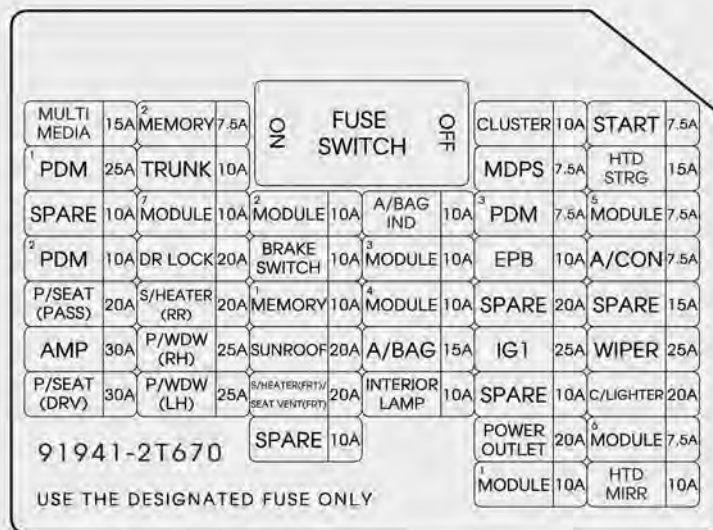 MULTI MEDIA 15A 2 MEMORY 7.5A ON FUSE SWITCH OFF CLUSTER 10A START 7.5A
1 PDM 25A TRUNK 10A MDPS 7.5A HTD STRG 15A
SPARE 10A 7 MODULE 10A 2 MODULE 10A A/BAG IND 10A 3 PDM 7.5A 5 MODULE 7.5A
2 PDM 10A DR LOCK 20A BRAKE SWITCH 10A 3 MODULE 10A EPB 10A A/CON 7.5A
P/SEAT (PASS) 20A S/HEATER (RR) 20A 1 MEMORY 10A 4 MODULE 10A SPARE 20A SPARE 15A
AMP 30A P/WDW (RH) 25A SUNROOF 20A A/BAG 15A IG1 25A WIPER 25A
P/SEAT (DRV) 30A P/WDW (LH) 25A S/HEATER(FRT)/ SEAT VENT(FRT) 20A INTERIOR LAMP 10A SPARE 10A C/LIGHTER 20A
SPARE 10A POWER OUTLET 20A 6 MODULE 7.5A
1 MODULE 10A HTD MIRR 10A
91941-2T670
USE THE DESIGNATED FUSE ONLY